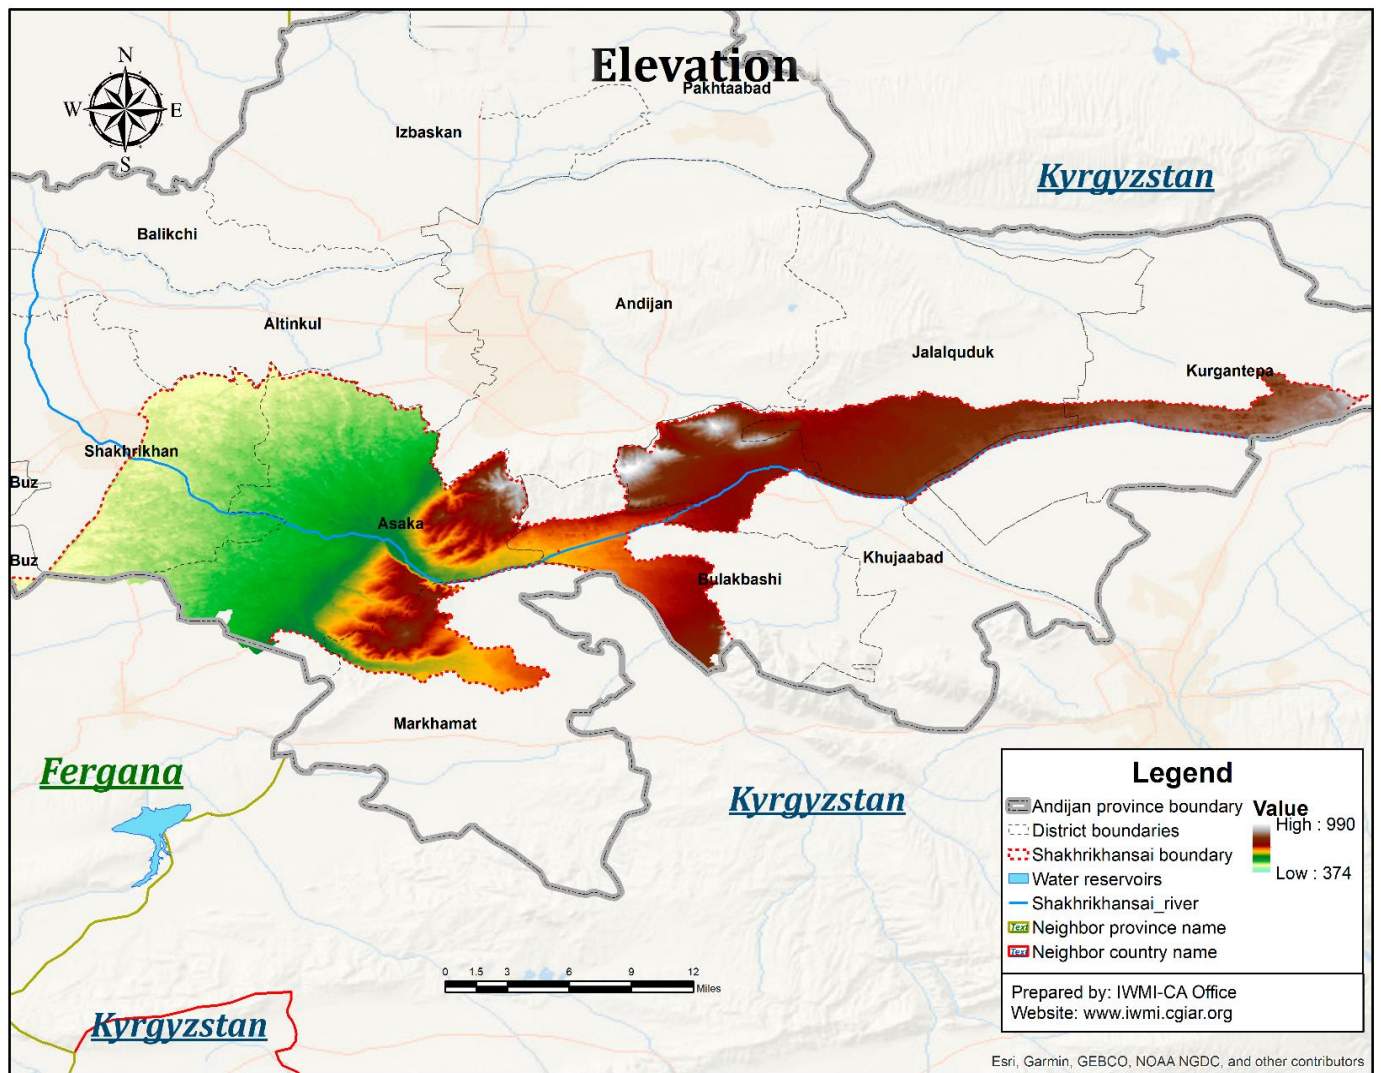 Elevation
N
W E
S
Pakhtaabad
Izbaskan
Kyrgyzstan
Balikchi
Andijan
Altinkul
Jalalquduk
Kurgantepa
Shakhrikhan
Buz
Asaka
Buz
Khujaabad
Bulakbashi
Markhamat
Fergana
Kyrgyzstan
Kyrgyzstan
Legend
Andijan province boundary
District boundaries
Shakhrikhansai boundary
Water reservoirs
Shakhrikhansai_river
Text Neighbor province name
Text Neighbor country name
Value
High : 990
Low : 374
0 1.5 3 6 9 12
Miles
Prepared by: IWMI-CA Office
Website: www.iwmi.cgiar.org
Esri, Garmin, GEBCO, NOAA NGDC, and other contributors